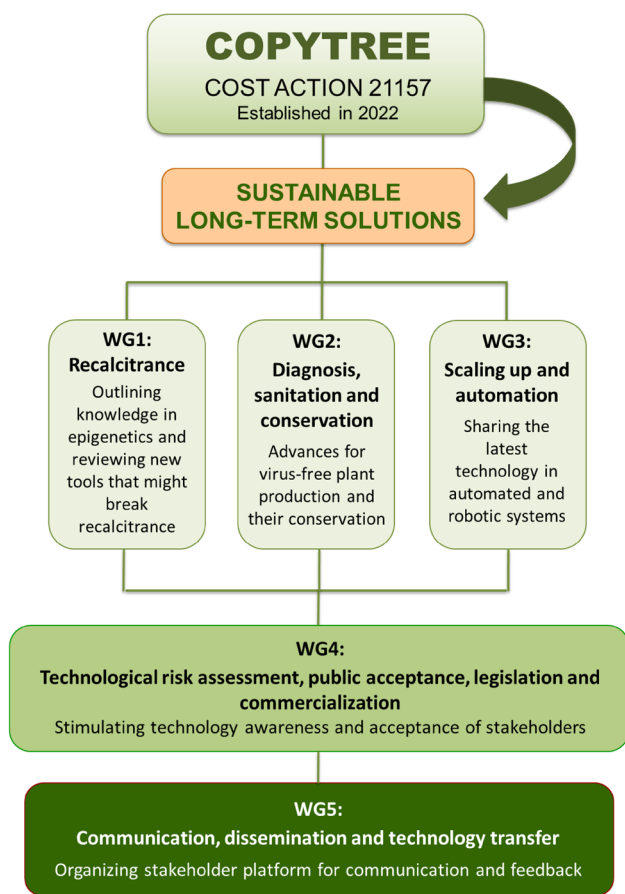 COPYTREE
COST ACTION 21157
Established in 2022
SUSTAINABLE
LONG-TERM SOLUTIONS
WG1:
Recalcitrance
Outlining
knowledge in
epigenetics and
reviewing new
tools that might
break
recalcitrance
WG2:
Diagnosis,
sanitation and
conservation
Advances for
virus-free plant
production and
their conservation
WG3:
Scaling up and
automation
Sharing the
latest
technology in
automated and
robotic systems
WG4:
Technological risk assessment, public acceptance, legislation and
commercialization
Stimulating technology awareness and acceptance of stakeholders
WG5:
Communication, dissemination and technology transfer
Organizing stakeholder platform for communication and feedback